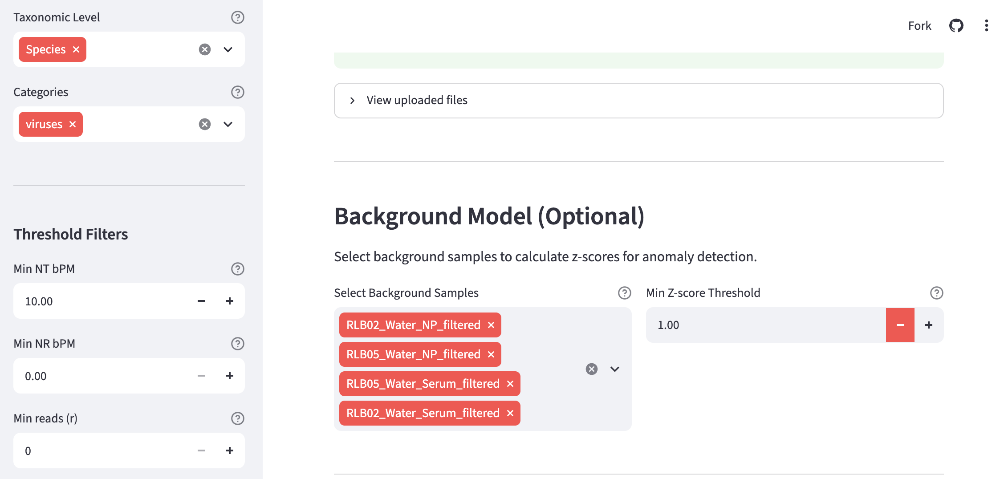 Taxonomic Level
Species
Categories
viruses
Threshold Filters
Min NT bPM
10.00
Min NR bPM
0.00
Min reads (r)
0
Fork
View uploaded files
Background Model (Optional)
Select background samples to calculate z-scores for anomaly detection.
Select Background Samples
RLB02_Water_NP_filtered
RLB05_Water_NP_filtered
RLB05_Water_Serum_filtered
RLB02_Water_Serum_filtered
Min Z-score Threshold
1.00